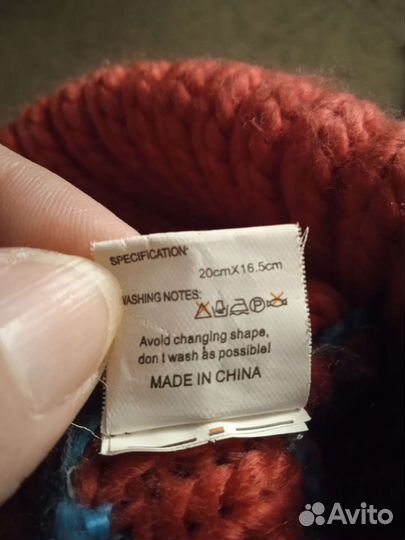 SPECIFICATION:
20cmX16.5cm
WASHING NOTES:
Avoid changing shape,
don t wash as possible!
MADE IN CHINA
Avito